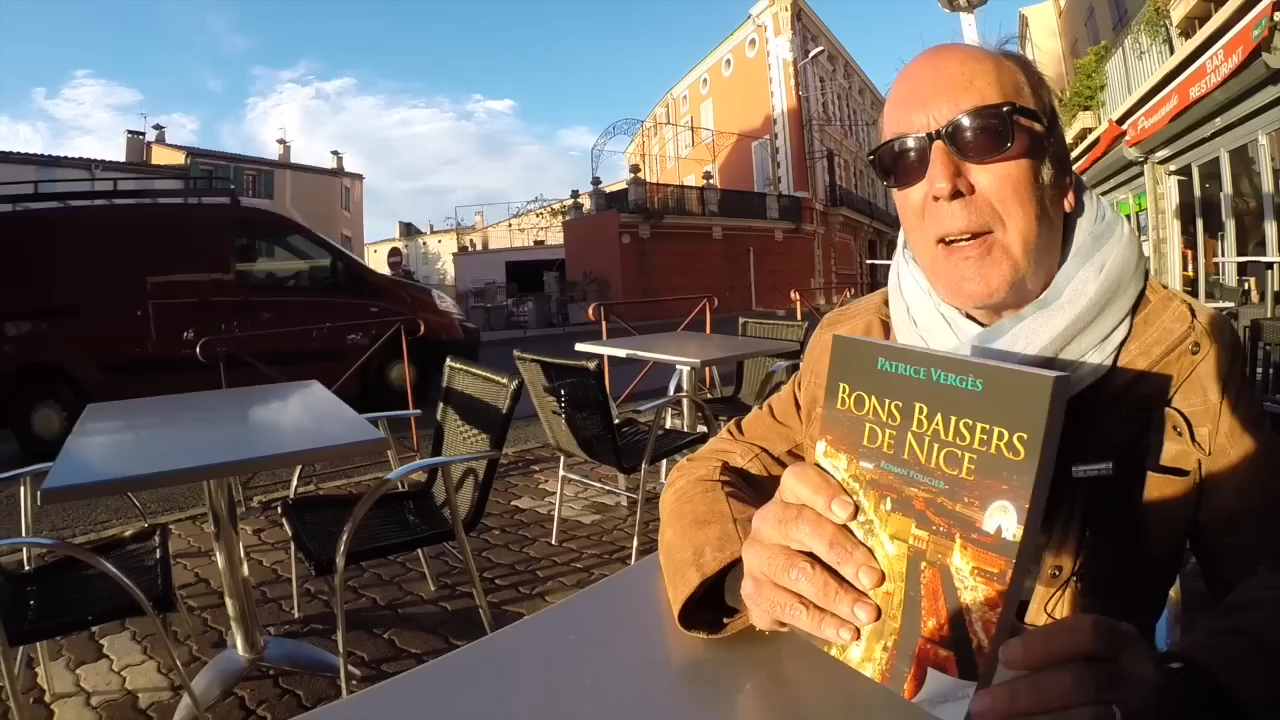 BAR
RESTAURANT
la Promenade
PATRICE VERGÈS
BONS BAISERS
DE NICE
ROMAN POLICIER